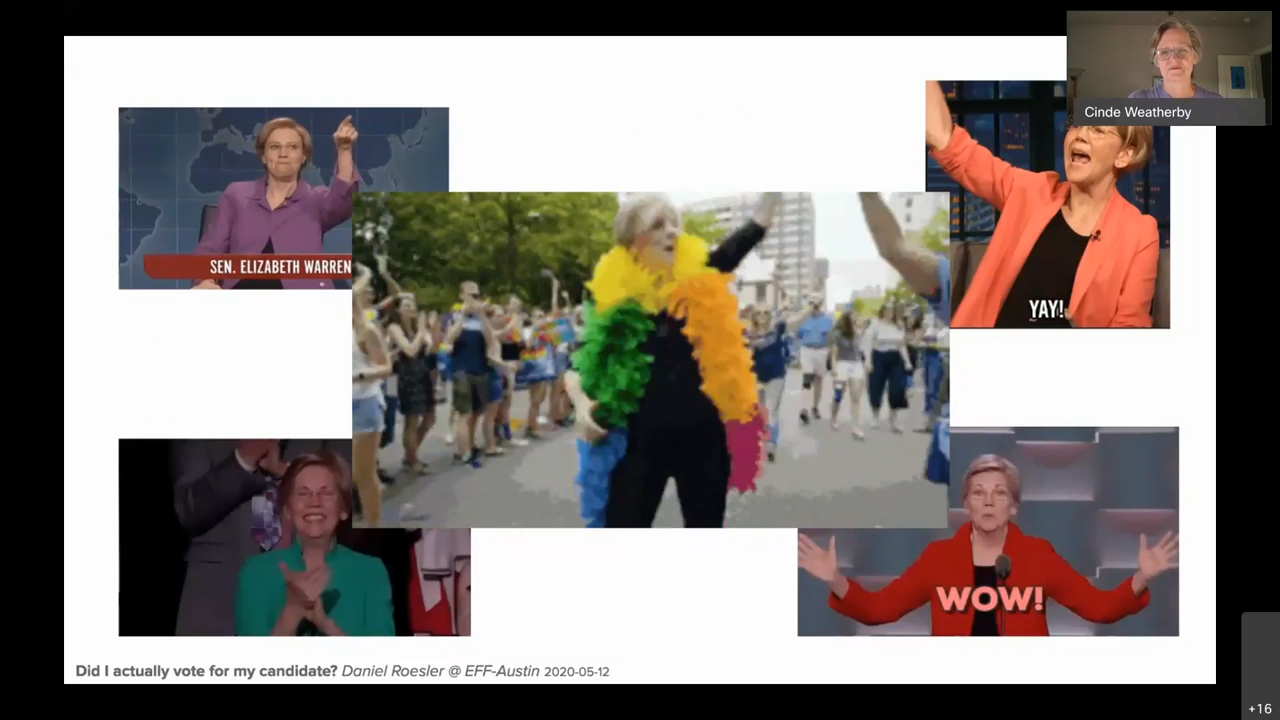 Cinde Weatherby
SEN. ELIZABETH WARREN
YAY!
WOW!
Did I actually vote for my candidate? Daniel Roesler @ EFF-Austin 2020-05-12
+16